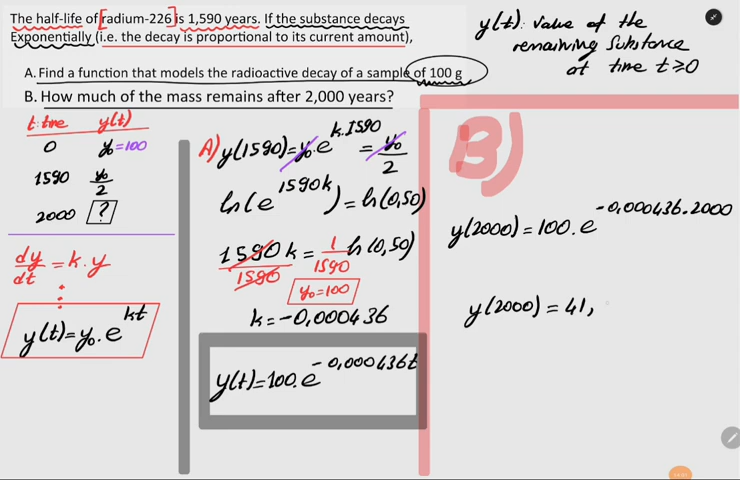 The half-life of [radium-226] is 1,590 years. If the substance decays
Exponentially (i.e. the decay is proportional to its current amount),
A. Find a function that models the radioactive decay of a sample of 100 g
B. How much of the mass remains after 2,000 years?
y(t): Value of the
remaining substance
at time t≥0
t: time y(t)
0 y₀=100
1590 y₀/2
2000 ?
dy/dt = k.y
⋮
y(t)=y₀.e^kt
A) y(1590)=y₀.e^k.1590 = y₀/2
ln(e^1590k)=ln(0,50)
1590k/1590 = 1/1590 ln(0,50)
y₀=100
k=-0,000436
y(t)=100.e^-0,000436t
B)
y(2000)=100.e^-0,000436.2000
y(2000)=41,